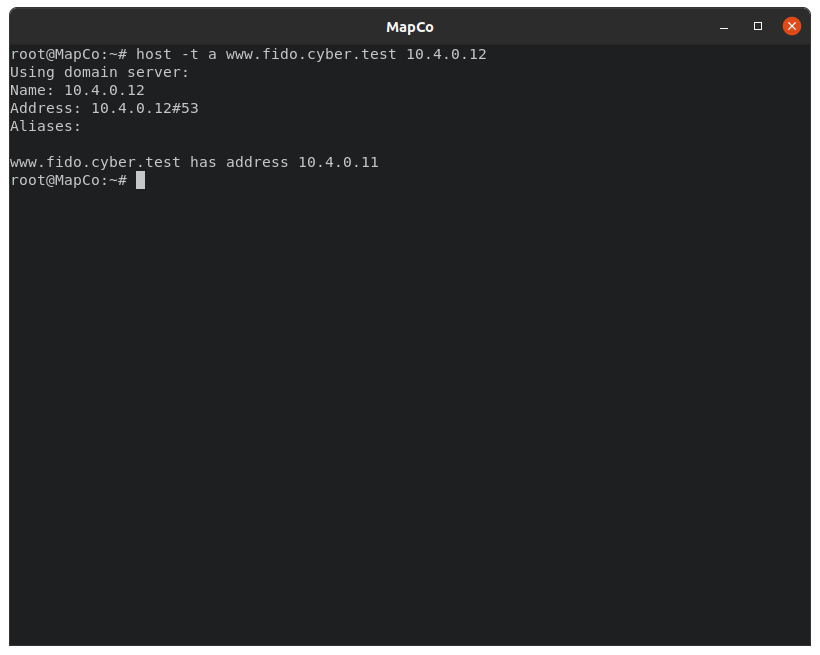 MapCo
root@MapCo:~# host -t a www.fido.cyber.test 10.4.0.12
Using domain server:
Name: 10.4.0.12
Address: 10.4.0.12#53
Aliases:
www.fido.cyber.test has address 10.4.0.11
root@MapCo:~#